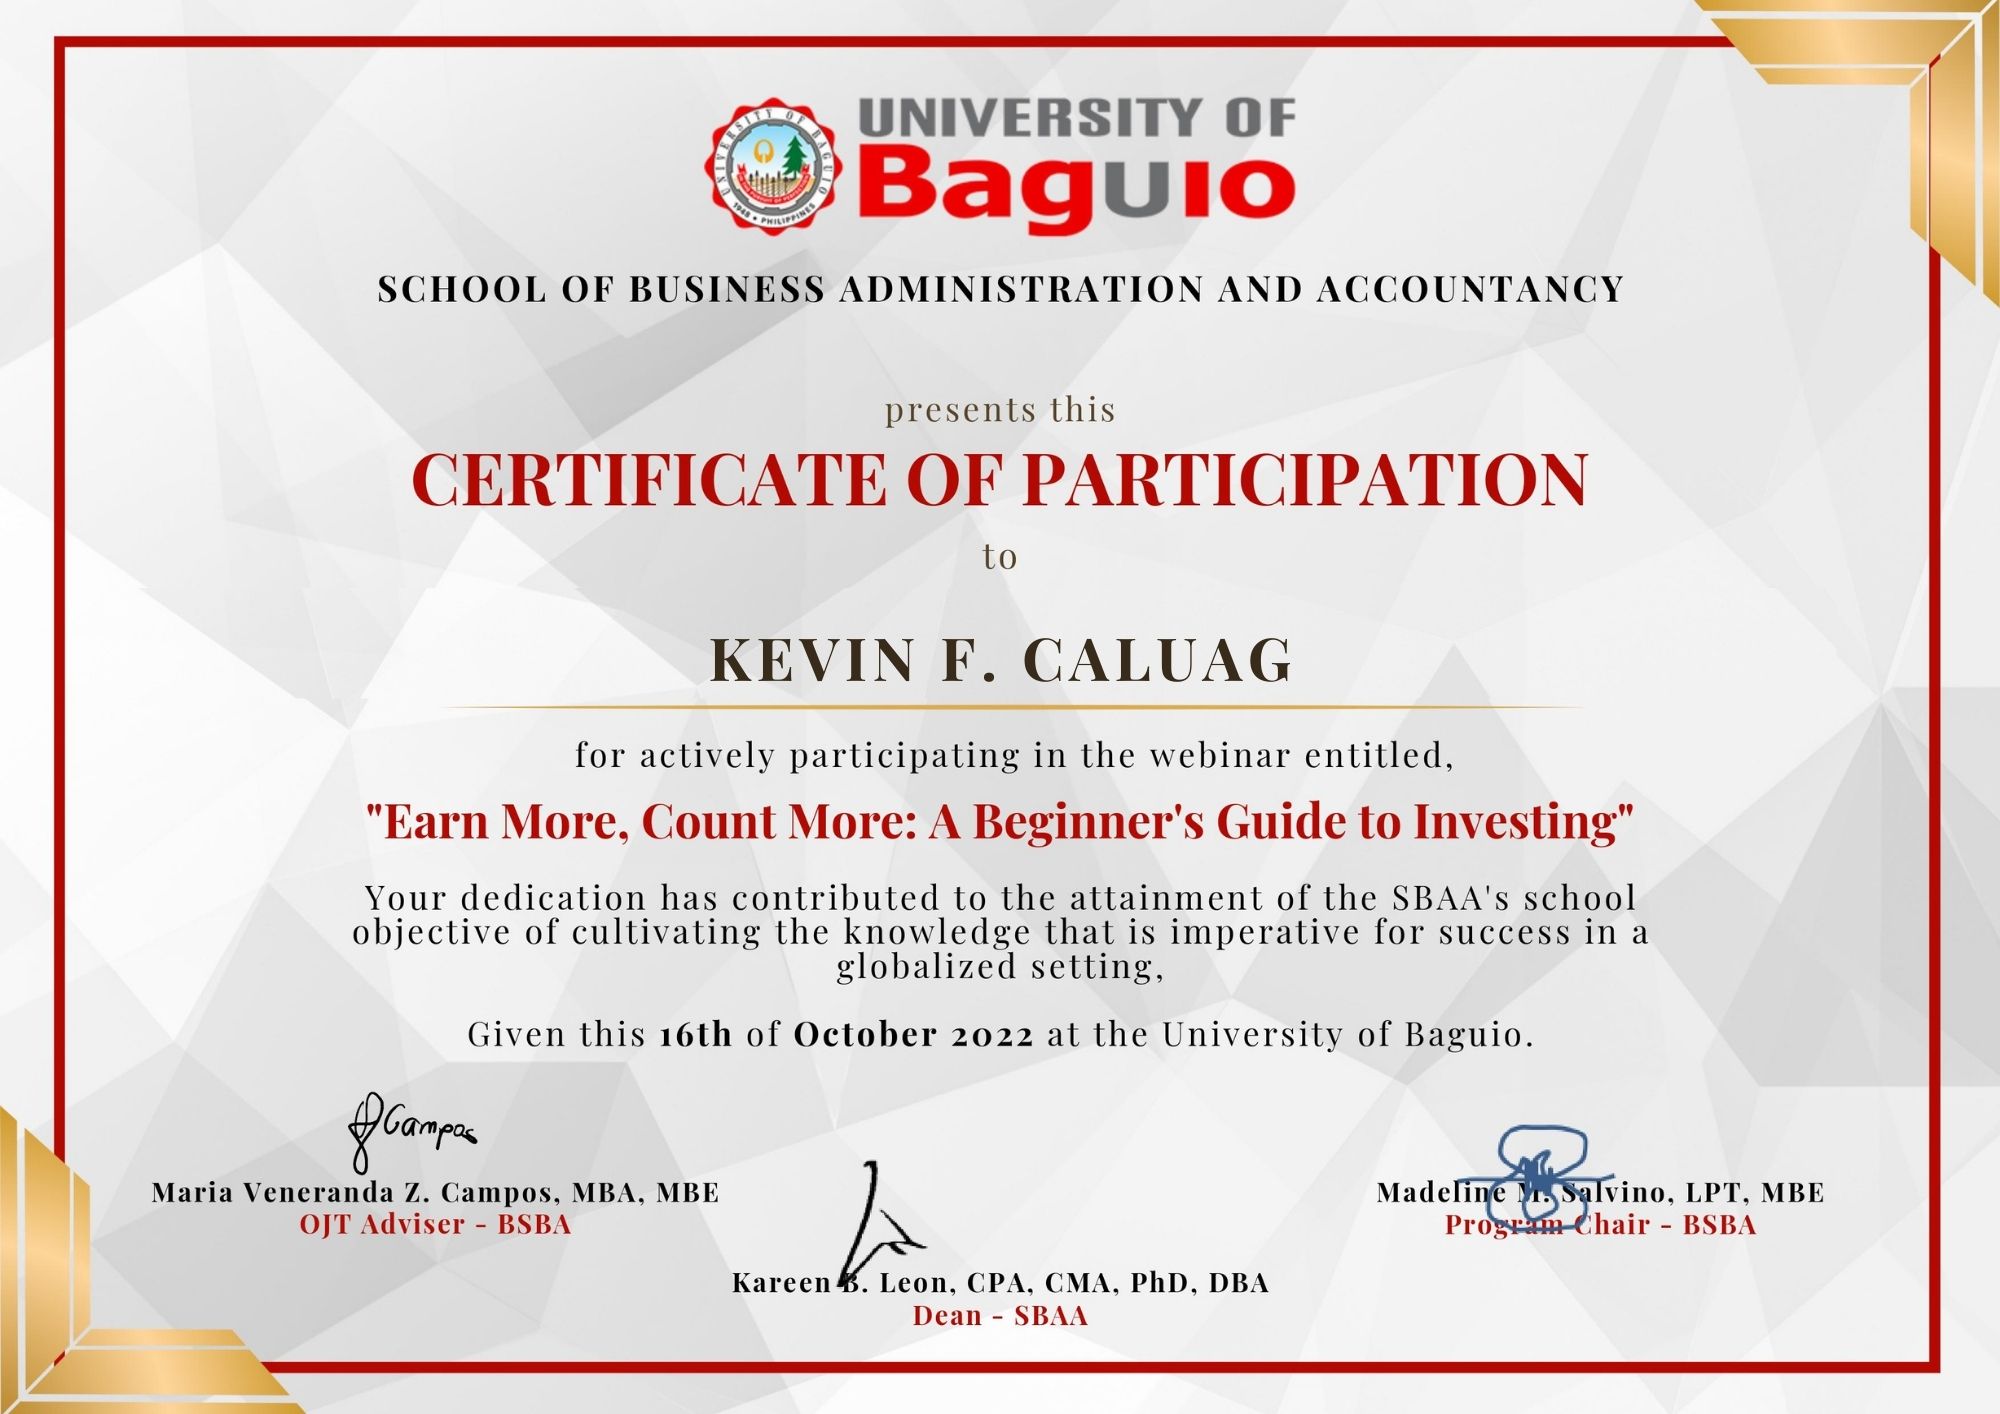 UNIVERSITY OF BAGUIO
1948 • PHILIPPINES
UNIVERSITY OF
Baguio
SCHOOL OF BUSINESS ADMINISTRATION AND ACCOUNTANCY
presents this
CERTIFICATE OF PARTICIPATION
to
KEVIN F. CALUAG
for actively participating in the webinar entitled,
"Earn More, Count More: A Beginner's Guide to Investing"
Your dedication has contributed to the attainment of the SBAA's school
objective of cultivating the knowledge that is imperative for success in a
globalized setting,
Given this 16th of October 2022 at the University of Baguio.
Campos
Maria Veneranda Z. Campos, MBA, MBE
OJT Adviser - BSBA
Madeline M. Salvino, LPT, MBE
Program Chair - BSBA
Kareen B. Leon, CPA, CMA, PhD, DBA
Dean - SBAA